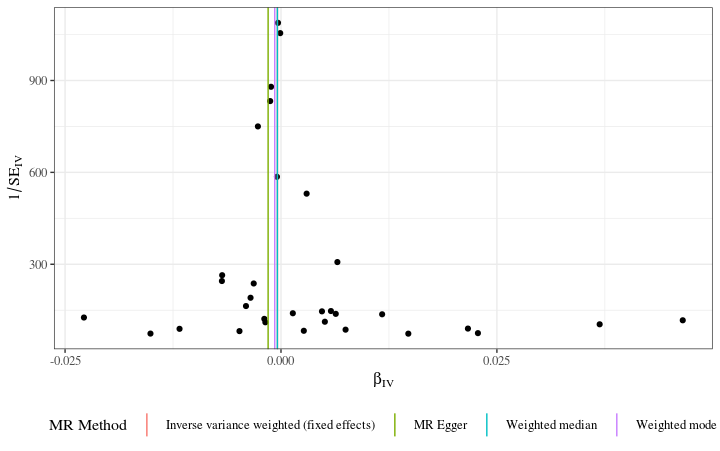 900
600
300
1/SE_IV
-0.025 0.000 0.025
β_IV
MR Method Inverse variance weighted (fixed effects) MR Egger Weighted median Weighted mode